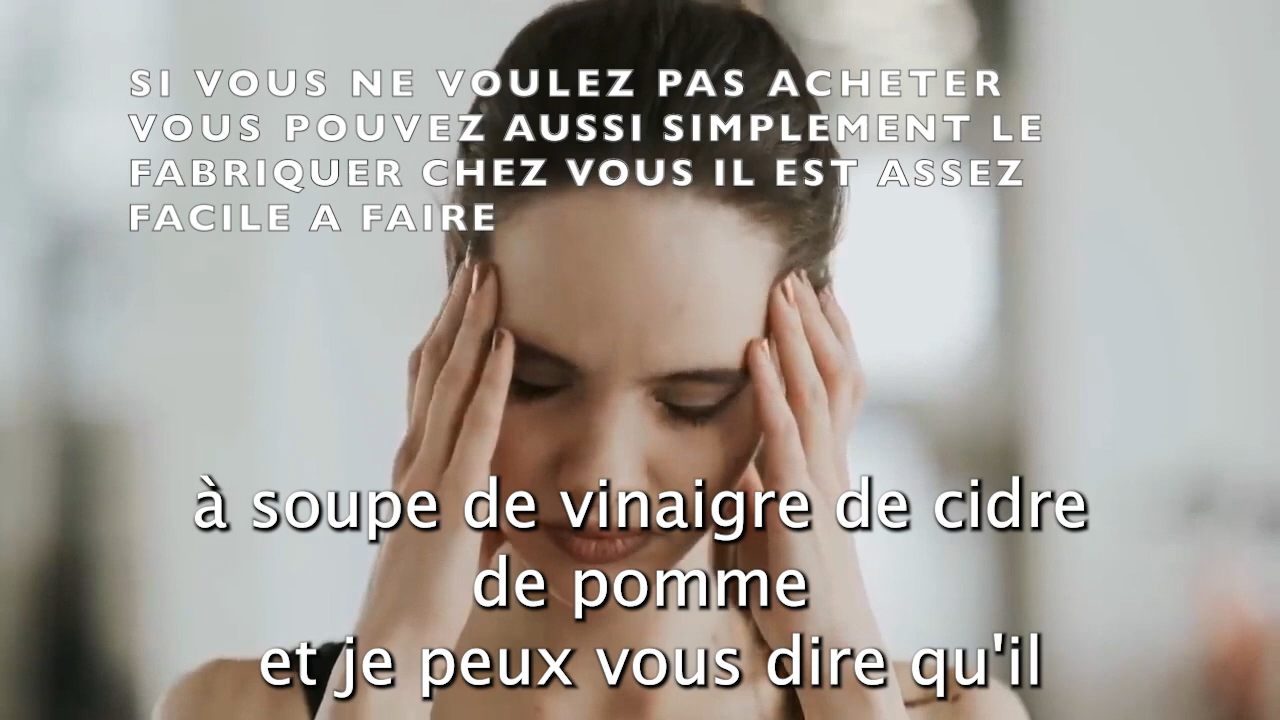 SI VOUS NE VOULEZ PAS ACHETER
VOUS POUVEZ AUSSI SIMPLEMENT LE
FABRIQUER CHEZ VOUS IL EST ASSEZ
FACILE A FAIRE
à soupe de vinaigre de cidre
de pomme
et je peux vous dire qu'il